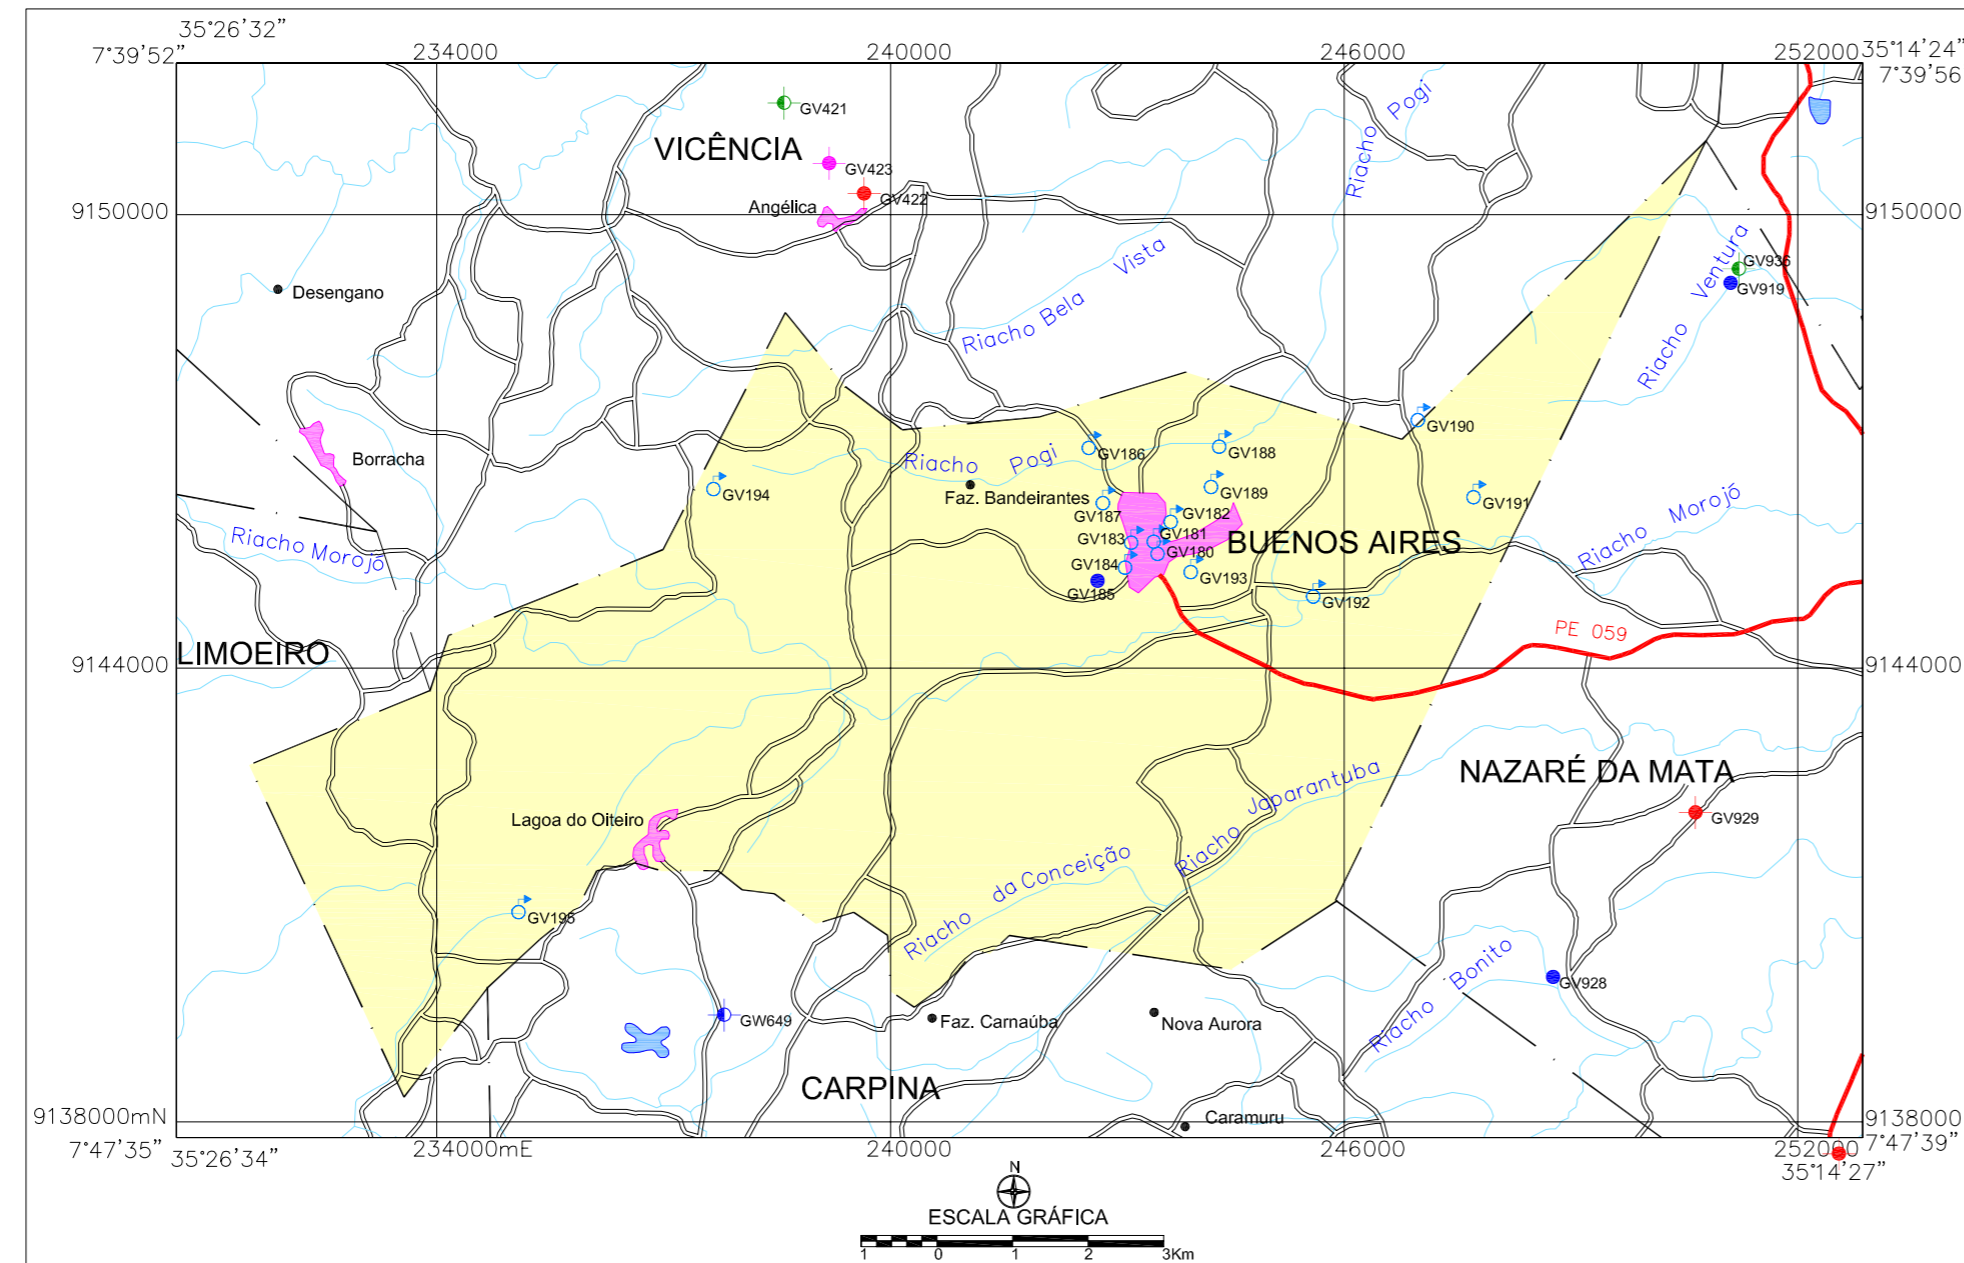 35°26'32"
7°39'52"
234000
240000
246000
252000
35°14'24"
7°39'56"
GV421
VICÊNCIA
GV423
GV422
Angélica
9150000
9150000
Riacho Pogi
Riacho Bela Vista
Riacho Ventura
GV936
GV919
Desengano
Borracha
GV190
GV186
GV188
Riacho Pogi
GV194
GV189
Faz. Bandeirantes
GV191
GV187
GV182
GV183
GV181
BUENOS AIRES
GV180
Riacho Morojó
Riacho Morojó
GV184
GV193
GV185
GV192
PE 059
LIMOEIRO
9144000
9144000
NAZARÉ DA MATA
Riacho Japarantuba
Lagoa do Oiteiro
GV929
Riacho da Conceição
GV195
Riacho Bonito
GV928
GW649
Faz. Carnaúba
Nova Aurora
CARPINA
Caramuru
9138000mN
9138000
7°47'35"
35°26'34"
234000mE
240000
246000
252000
7°47'39"
35°14'27"
N
ESCALA GRÁFICA
1 0 1 2 3Km